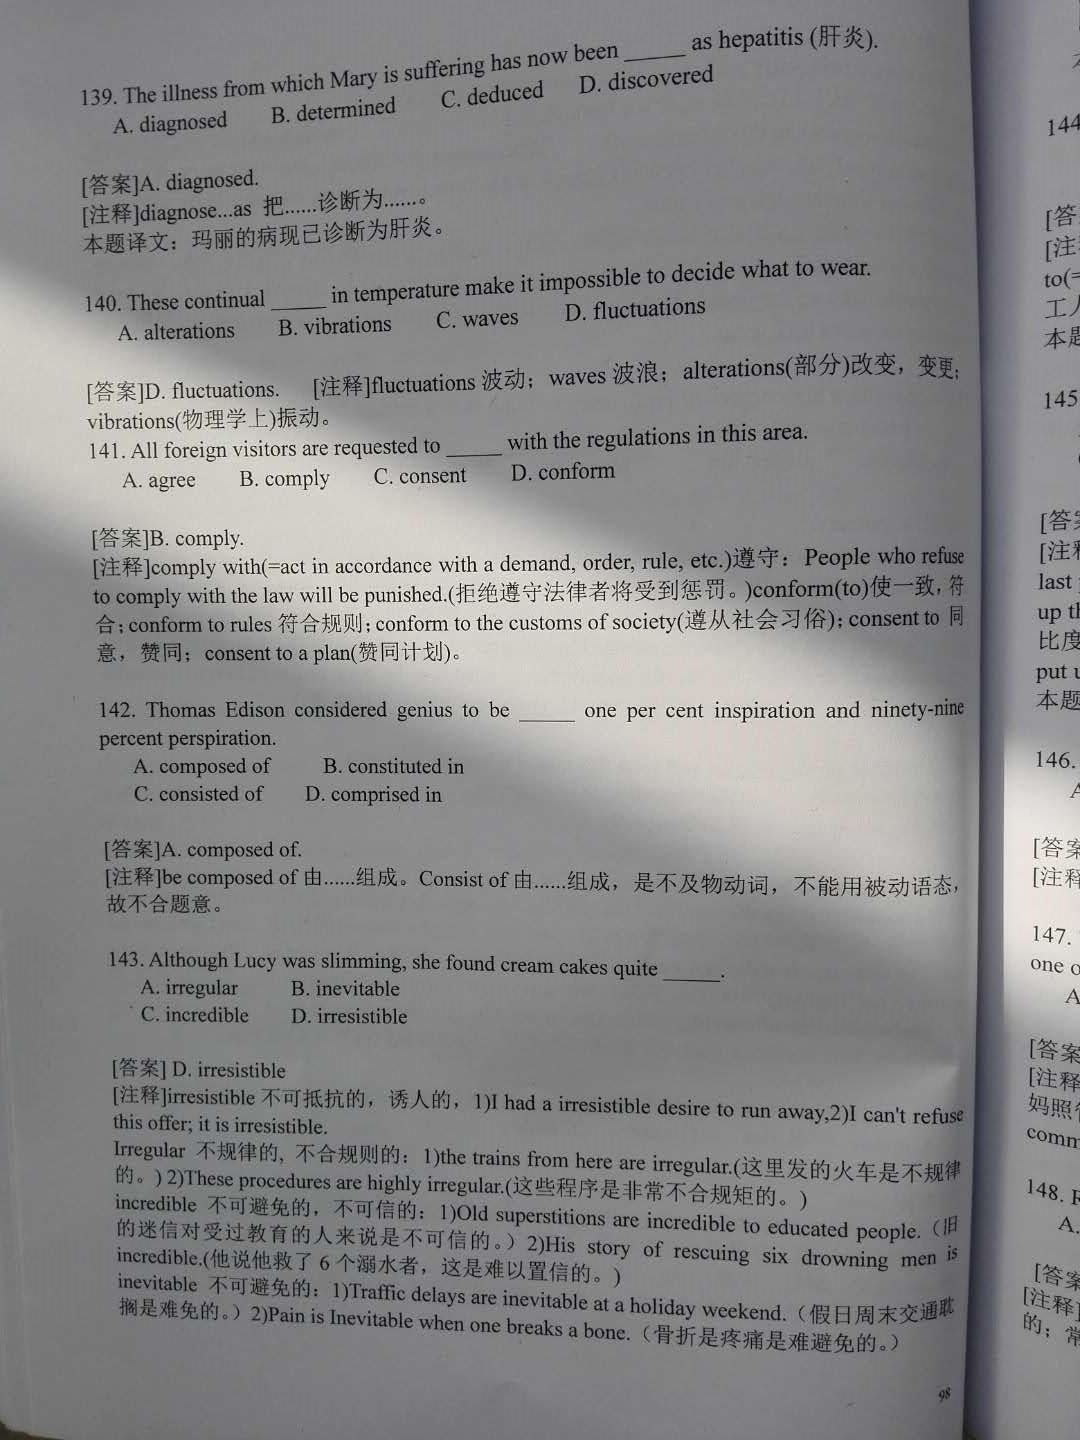 139. The illness from which Mary is suffering has now been _____ as hepatitis (肝炎).
A. diagnosed B. determined C. deduced D. discovered
[答案]A. diagnosed.
[注释]diagnose...as 把......诊断为......。
本题译文：玛丽的病现已诊断为肝炎。
140. These continual _____ in temperature make it impossible to decide what to wear.
A. alterations B. vibrations C. waves D. fluctuations
[答案]D. fluctuations. [注释]fluctuations 波动；waves 波浪；alterations(部分)改变，变更;
vibrations(物理学上)振动。
141. All foreign visitors are requested to _____ with the regulations in this area.
A. agree B. comply C. consent D. conform
[答案]B. comply.
[注释]comply with(=act in accordance with a demand, order, rule, etc.)遵守：People who refuse
to comply with the law will be punished.(拒绝遵守法律者将受到惩罚。)conform(to)使一致，符
合；conform to rules 符合规则；conform to the customs of society(遵从社会习俗)；consent to 同
意，赞同；consent to a plan(赞同计划)。
142. Thomas Edison considered genius to be _____ one per cent inspiration and ninety-nine
percent perspiration.
A. composed of B. constituted in
C. consisted of D. comprised in
[答案]A. composed of.
[注释]be composed of 由......组成。Consist of 由......组成，是不及物动词，不能用被动语态，
故不合题意。
143. Although Lucy was slimming, she found cream cakes quite _____.
A. irregular B. inevitable
C. incredible D. irresistible
[答案] D. irresistible
[注释]irresistible 不可抵抗的，诱人的，1)I had a irresistible desire to run away,2)I can't refuse
this offer; it is irresistible.
Irregular 不规律的, 不合规则的：1)the trains from here are irregular.(这里发的火车是不规律
的。) 2)These procedures are highly irregular.(这些程序是非常不合规矩的。)
incredible 不可避免的，不可信的：1)Old superstitions are incredible to educated people.（旧
的迷信对受过教育的人来说是不可信的。）2)His story of rescuing six drowning men is
incredible.(他说他救了 6 个溺水者，这是难以置信的。)
inevitable 不可避免的：1)Traffic delays are inevitable at a holiday weekend.（假日周末交通耽
搁是难免的。）2)Pain is Inevitable when one breaks a bone.（骨折是疼痛是难避免的。）
98
144
[答
[注
to(=
工
本题
145
[答
[注
last
up
比度
put
本题
146.
A
[答案
[注释
147.
one
A
[答案
[注释
妈照
comm
148.
A.
[答案
[注释]
的；常